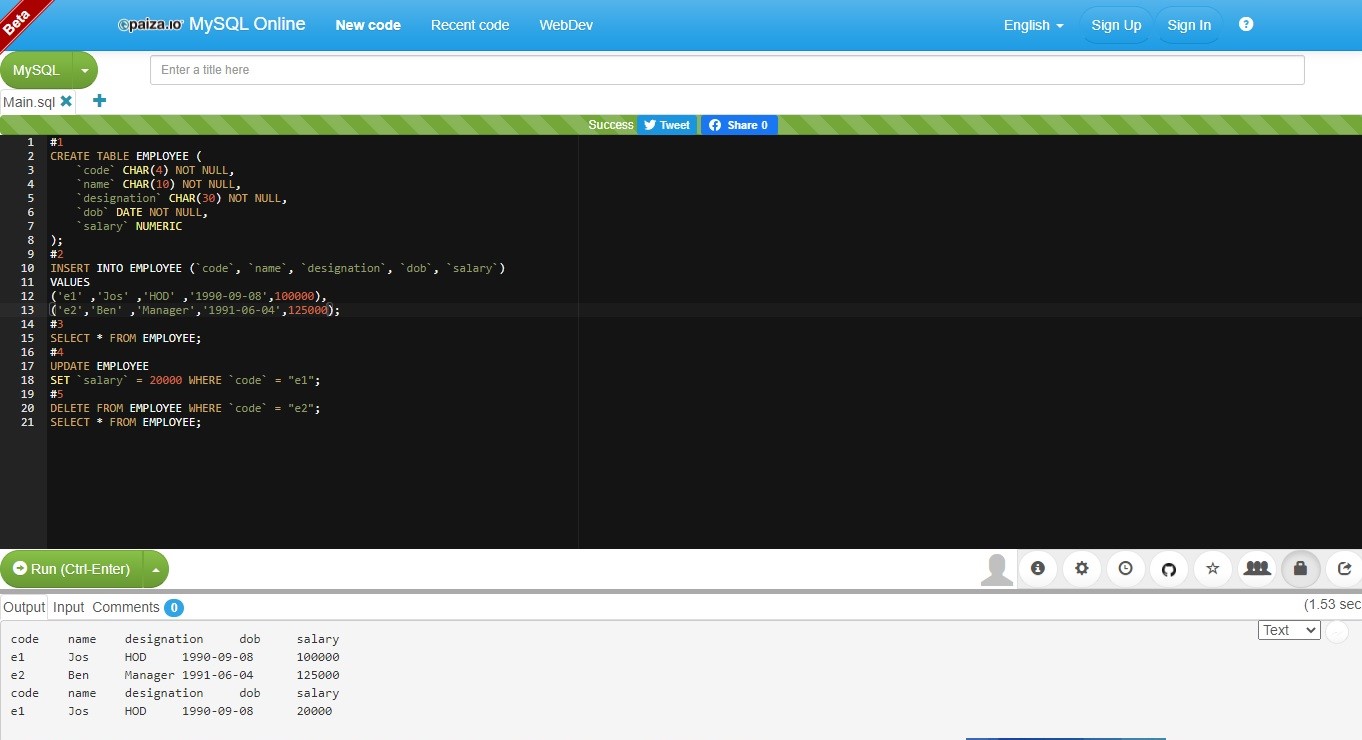 Beta
paiza.IO MySQL Online New code Recent code WebDev English Sign Up Sign In ?
MySQL Enter a title here
Main.sql
Success Tweet Share 0
1 #1
2 CREATE TABLE EMPLOYEE (
3 `code` CHAR(4) NOT NULL,
4 `name` CHAR(10) NOT NULL,
5 `designation` CHAR(30) NOT NULL,
6 `dob` DATE NOT NULL,
7 `salary` NUMERIC
8 );
9 #2
10 INSERT INTO EMPLOYEE (`code`, `name`, `designation`, `dob`, `salary`)
11 VALUES
12 ('e1' ,'Jos' ,'HOD' ,'1990-09-08',100000),
13 ('e2','Ben' ,'Manager','1991-06-04',125000);
14 #3
15 SELECT * FROM EMPLOYEE;
16 #4
17 UPDATE EMPLOYEE
18 SET `salary` = 20000 WHERE `code` = "e1";
19 #5
20 DELETE FROM EMPLOYEE WHERE `code` = "e2";
21 SELECT * FROM EMPLOYEE;
Run (Ctrl-Enter)
Output Input Comments 0 (1.53 sec
Text
code name designation dob salary
e1 Jos HOD 1990-09-08 100000
e2 Ben Manager 1991-06-04 125000
code name designation dob salary
e1 Jos HOD 1990-09-08 20000